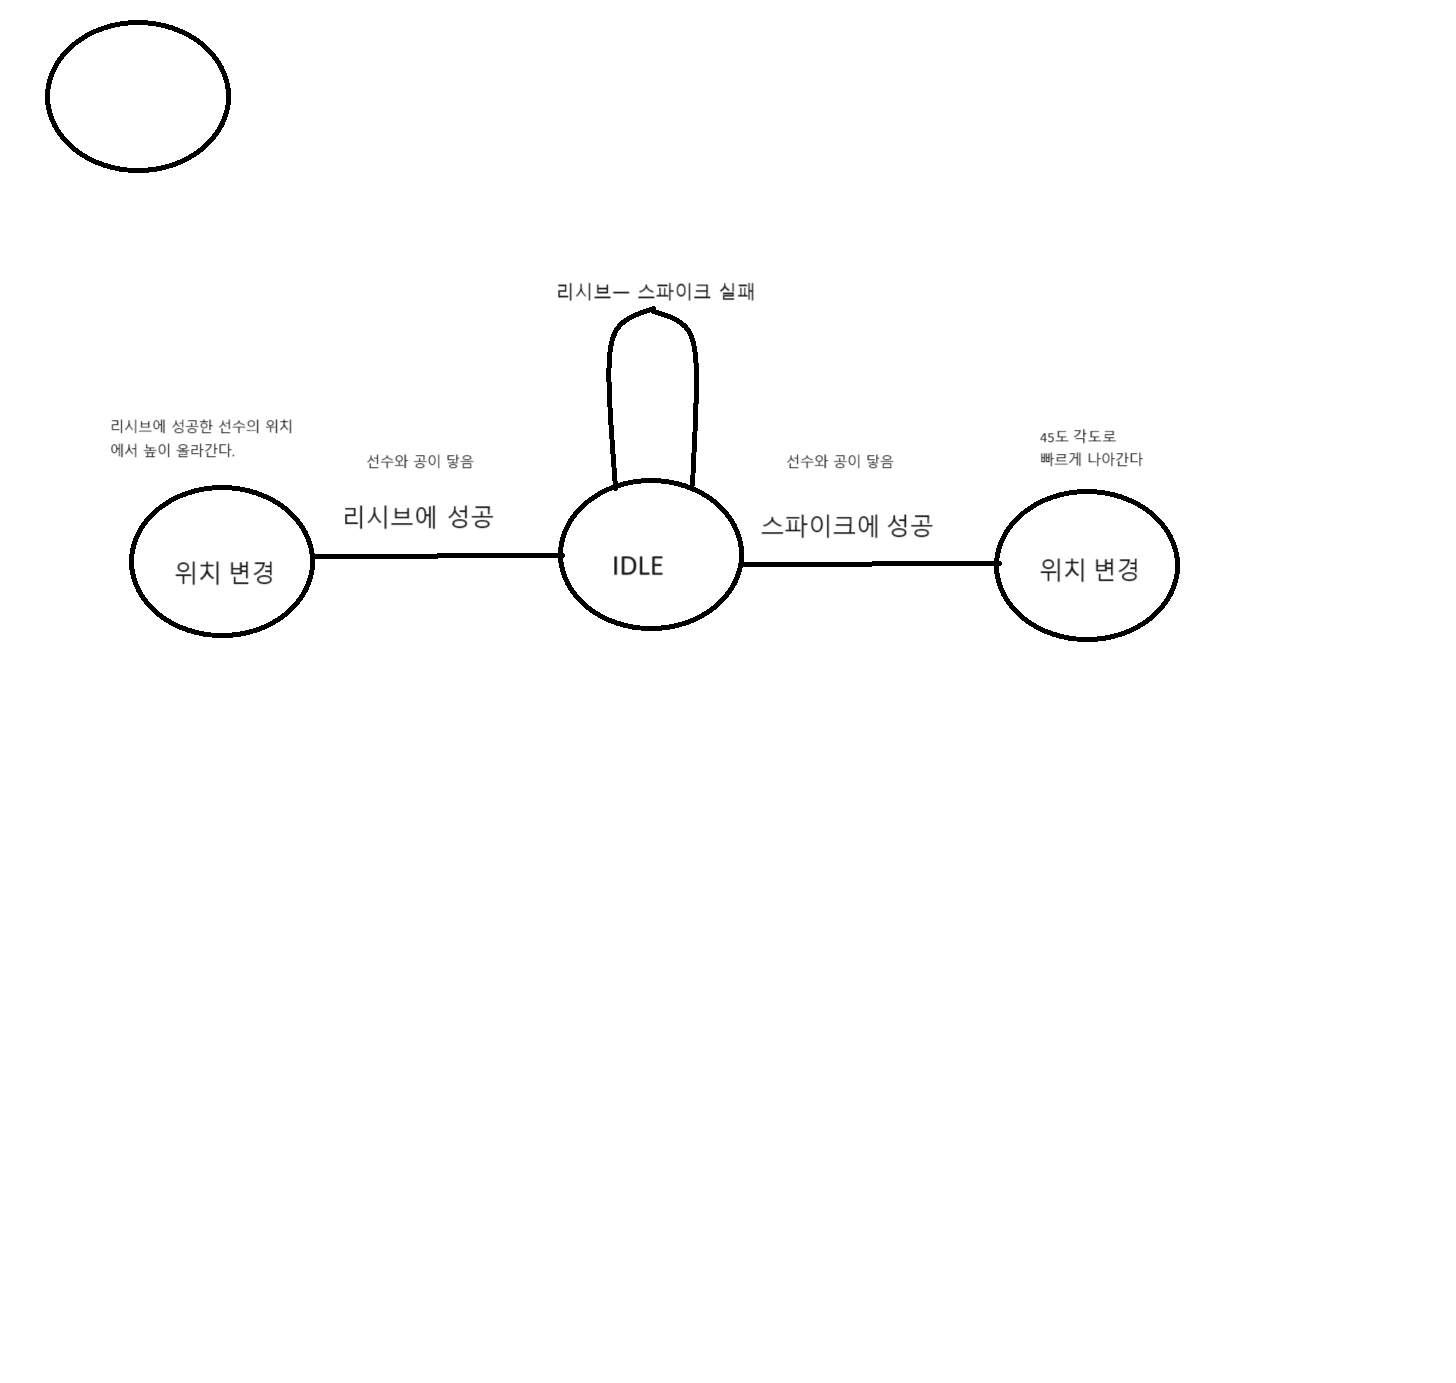 리시브ㅡ 스파이크 실패
리시브에 성공한 선수의 위치
에서 높이 올라간다.
선수와 공이 닿음
리시브에 성공
선수와 공이 닿음
스파이크에 성공
45도 각도로
빠르게 나아간다
위치 변경
IDLE
위치 변경